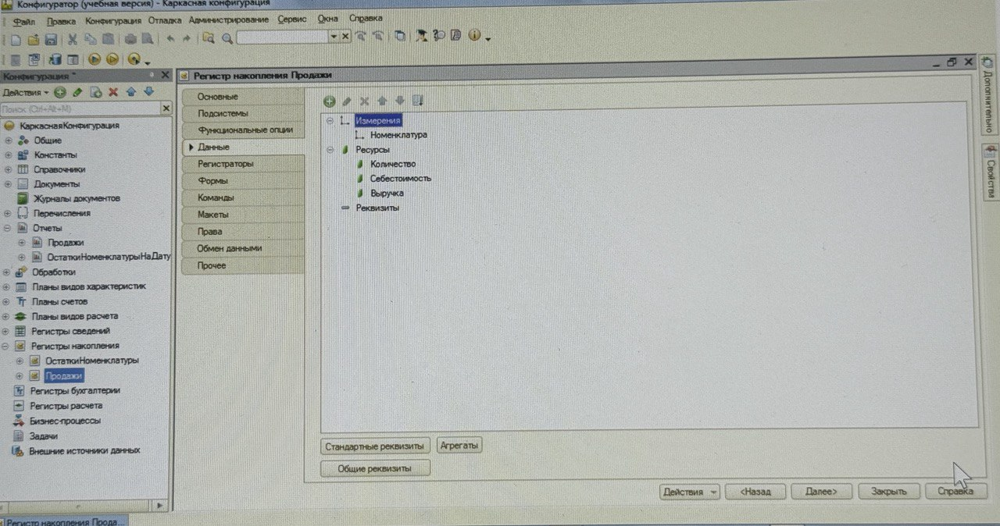 Конфигуратор (учебная версия) - Каркасная конфигурация
Файл Правка Конфигурация Отладка Администрирование Сервис Окна Справка
Конфигурация *
Действия
Поиск (Ctrl+Alt+M)
КаркаснаяКонфигурация
Общие
Константы
Справочники
Документы
Журналы документов
Перечисления
Отчеты
Продажи
ОстаткиНоменклатурыНаДату
Обработки
Планы видов характеристик
Планы счетов
Планы видов расчета
Регистры сведений
Регистры накопления
ОстаткиНоменклатуры
Продажи
Регистры бухгалтерии
Регистры расчета
Бизнес-процессы
Задачи
Внешние источники данных
Регистр накопления Продажи
Основные
Подсистемы
Функциональные опции
Данные
Регистраторы
Формы
Команды
Макеты
Права
Обмен данными
Прочее
Измерения
Номенклатура
Ресурсы
Количество
Себестоимость
Выручка
Реквизиты
Стандартные реквизиты Агрегаты
Общие реквизиты
Действия <Назад Далее> Закрыть Справка
Дополнительно
Свойства
Регистр накопления Прода...